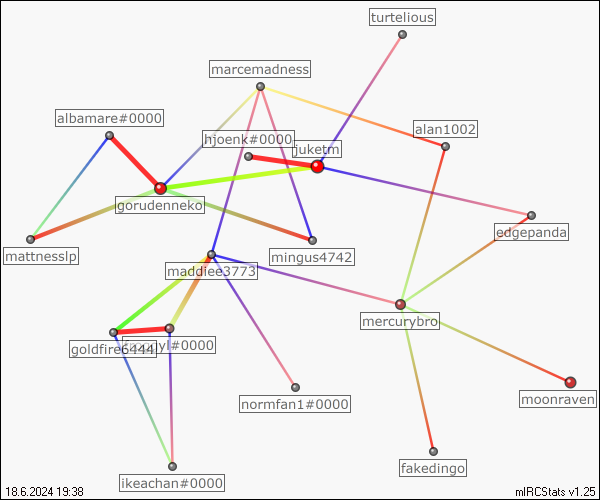 turtelious
marcemadness
albamare#0000
alan1002
hjoenk#0000
juketm
gorudenneko
edgepanda
mattnesslp
mingus4742
maddiee3773
mercurybro
goldfire6444
#0000
moonraven
normfan1#0000
fakedingo
ikeachan#0000
18.6.2024 19:38
mIRCStats v1.25